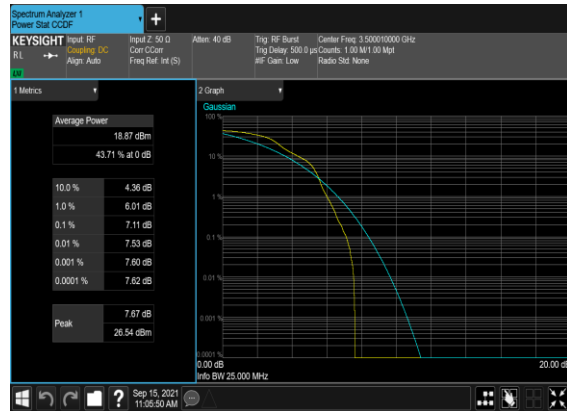 Spectrum Analyzer 1
Power Stat CCDF
KEYSIGHT Input: RF
RL
Coupling: DC
Align: Auto
Input Z: 50 Ω
Corr CCorr
Freq Ref: Int (S)
Atten: 40 dB
Trig: RF Burst
Trig Delay: 500.0 µs
#IF Gain: Low
Center Freq: 3.500010000 GHz
Counts: 1.00 M/1.00 Mpt
Radio Std: None
1 Metrics
Average Power
18.87 dBm
43.71 % at 0 dB
10.0 % 4.36 dB
1.0 % 6.01 dB
0.1 % 7.11 dB
0.01 % 7.53 dB
0.001 % 7.60 dB
0.0001 % 7.62 dB
Peak
7.67 dB
26.54 dBm
2 Graph
Gaussian
100 %
10 %
1 %
0.1 %
0.01 %
0.001 %
0.0001 %
0.00 dB
20.00 dB
Info BW 25.000 MHz
Sep 15, 2021
11:05:50 AM